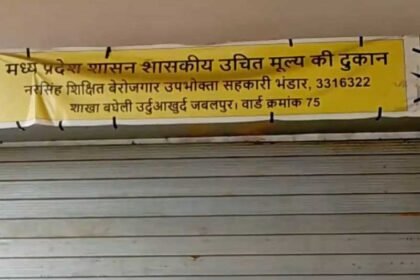 मध्य प्रदेश शासन शासकीय उचित मूल्य की दुकान
नरसिंह शिक्षित बेरोजगार उपभोक्ता सहकारी भंडार, 3316322
शाखा बघेली उर्दुआखुर्द जबलपुर। वार्ड क्रमांक 75